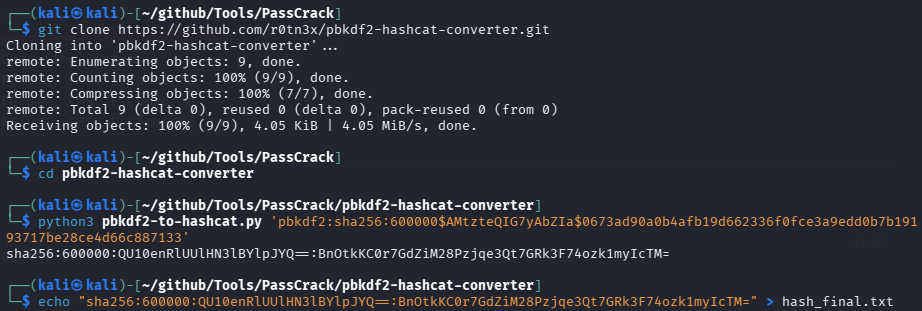 ┌──(kali㉿kali)-[~/github/Tools/PassCrack]
└─$ git clone https://github.com/r0tn3x/pbkdf2-hashcat-converter.git
Cloning into 'pbkdf2-hashcat-converter'...
remote: Enumerating objects: 9, done.
remote: Counting objects: 100% (9/9), done.
remote: Compressing objects: 100% (7/7), done.
remote: Total 9 (delta 0), reused 0 (delta 0), pack-reused 0 (from 0)
Receiving objects: 100% (9/9), 4.05 KiB | 4.05 MiB/s, done.
┌──(kali㉿kali)-[~/github/Tools/PassCrack]
└─$ cd pbkdf2-hashcat-converter
┌──(kali㉿kali)-[~/github/Tools/PassCrack/pbkdf2-hashcat-converter]
└─$ python3 pbkdf2-to-hashcat.py 'pbkdf2:sha256:600000$AMtzteQIG7yAbZIa$0673ad90a0b4afb19d662336f0fce3a9edd0b7b191
93717be28ce4d66c887133'
sha256:600000:QU10enRlUUlHN3lBYlpJYQ==:BnOtkKC0r7GdZiM28Pzjqe3Qt7GRk3F74ozk1myIcTM=
┌──(kali㉿kali)-[~/github/Tools/PassCrack/pbkdf2-hashcat-converter]
└─$ echo "sha256:600000:QU10enRlUUlHN3lBYlpJYQ==:BnOtkKC0r7GdZiM28Pzjqe3Qt7GRk3F74ozk1myIcTM=" > hash_final.txt